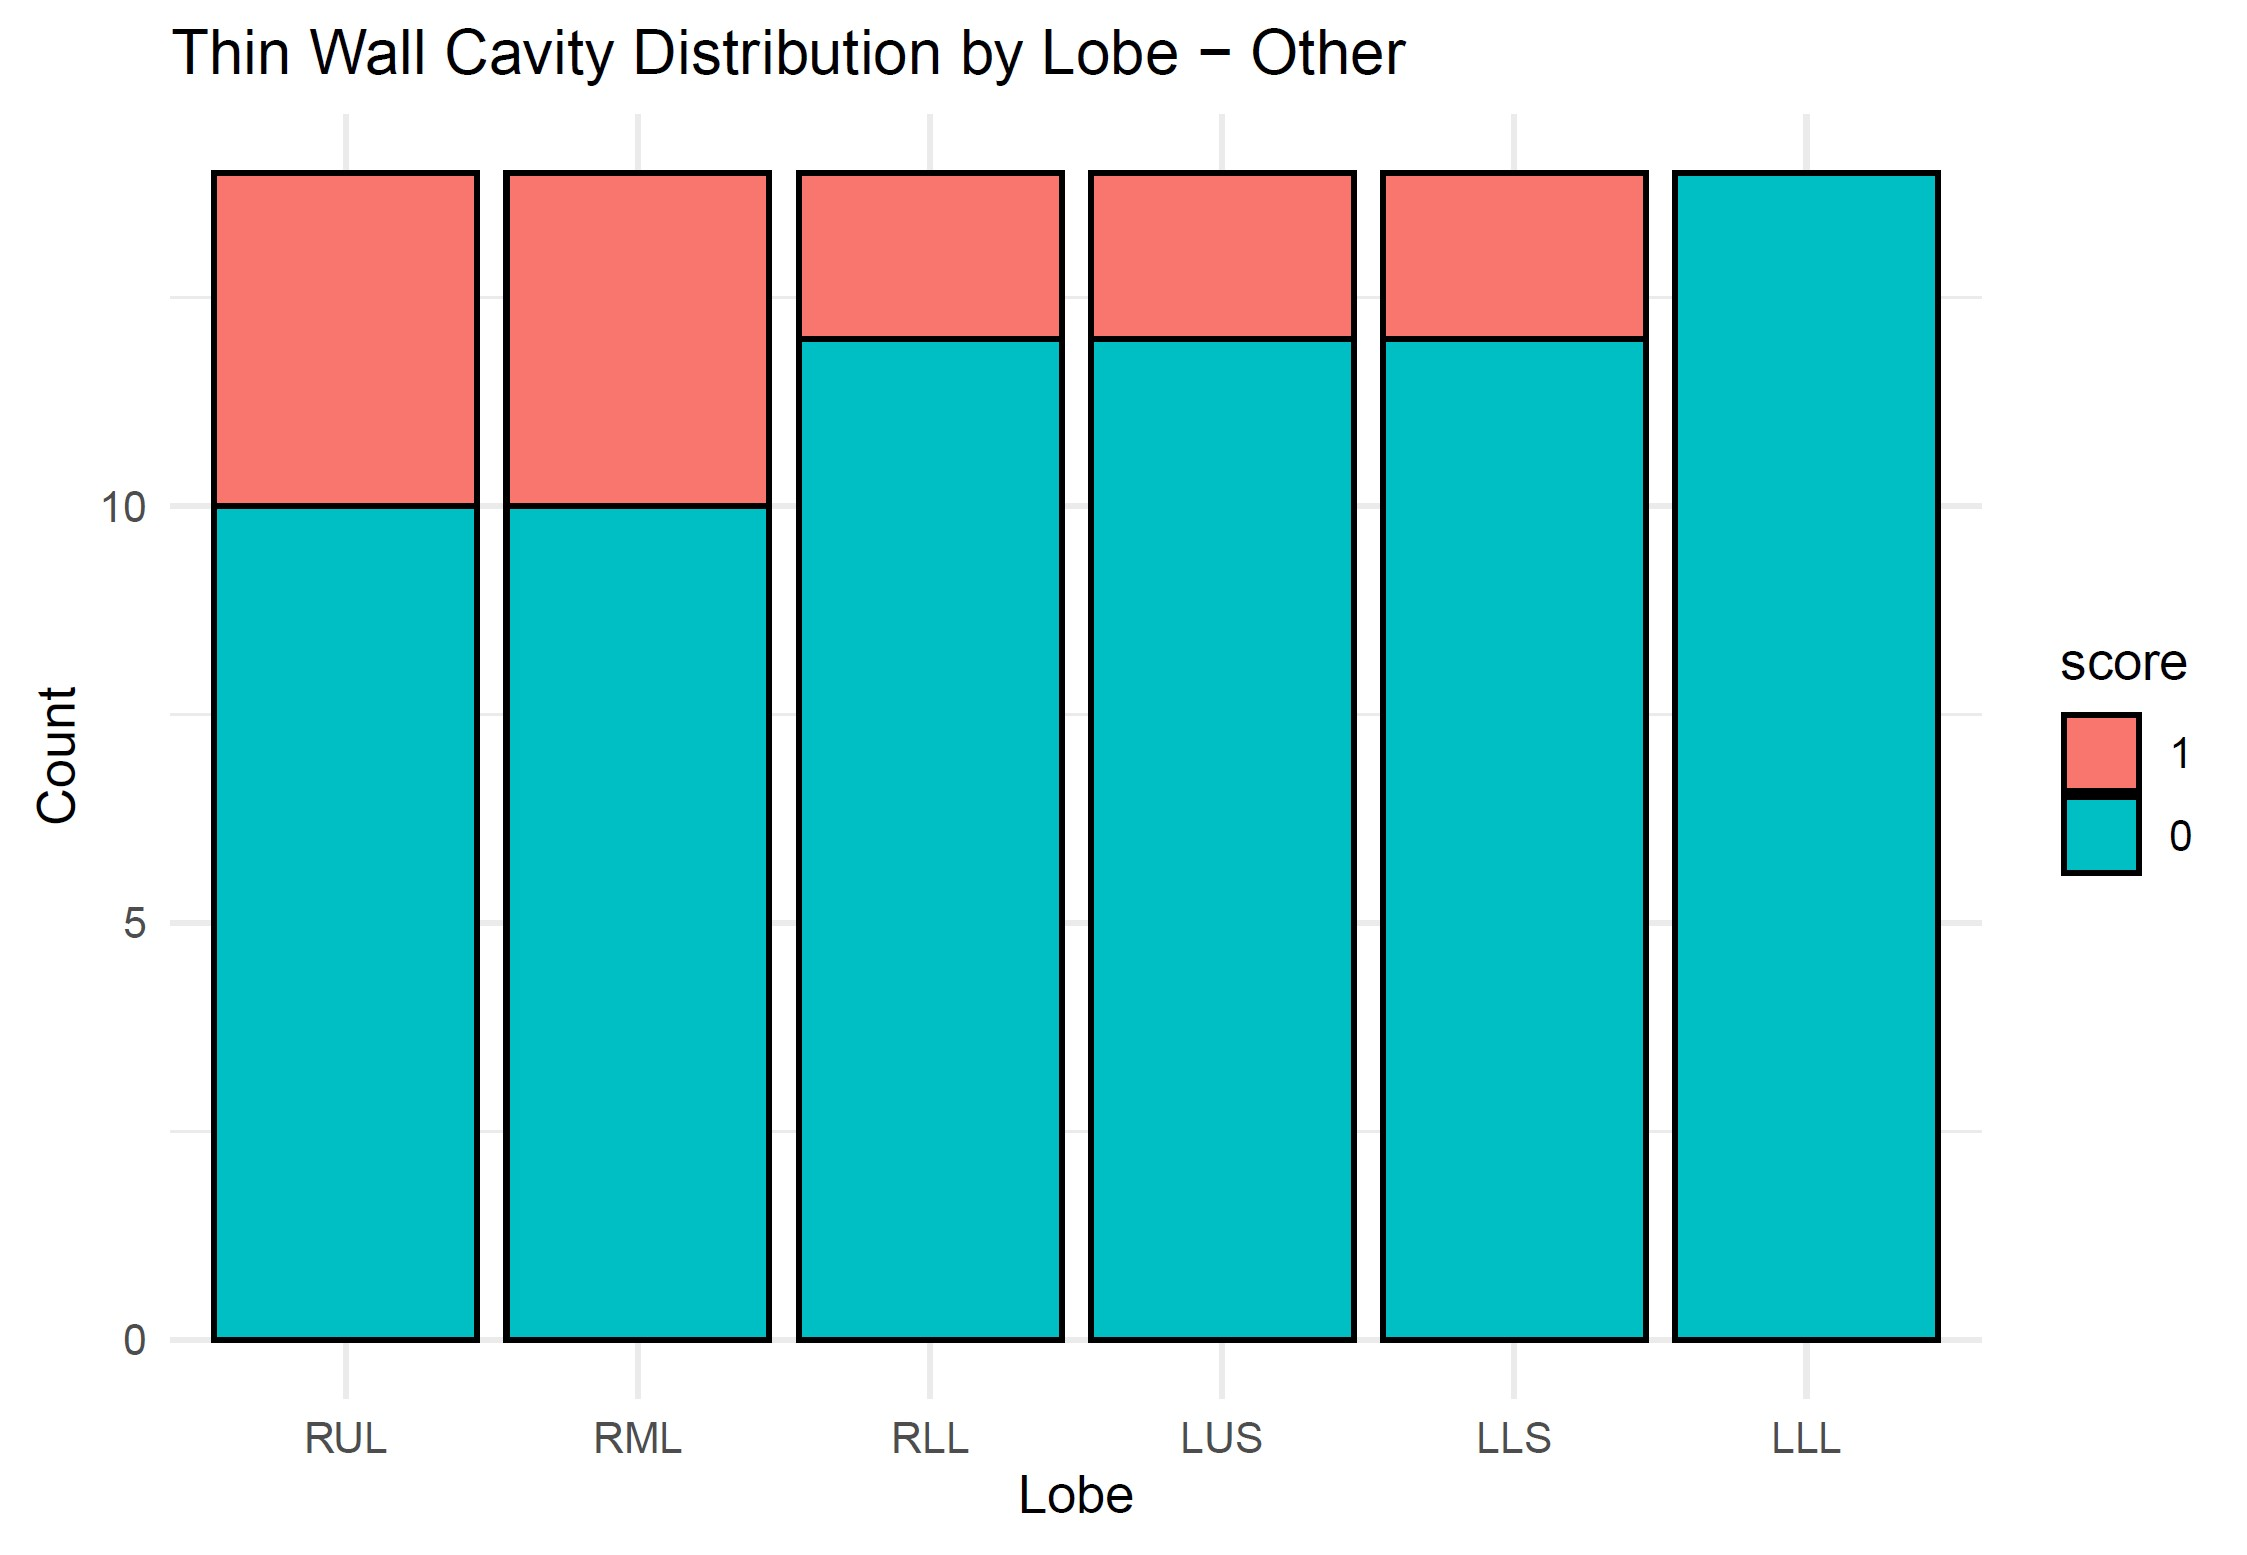 Thin Wall Cavity Distribution by Lobe − Other
Count
10
5
0
RUL RML RLL LUS LLS LLL
Lobe
score
1
0